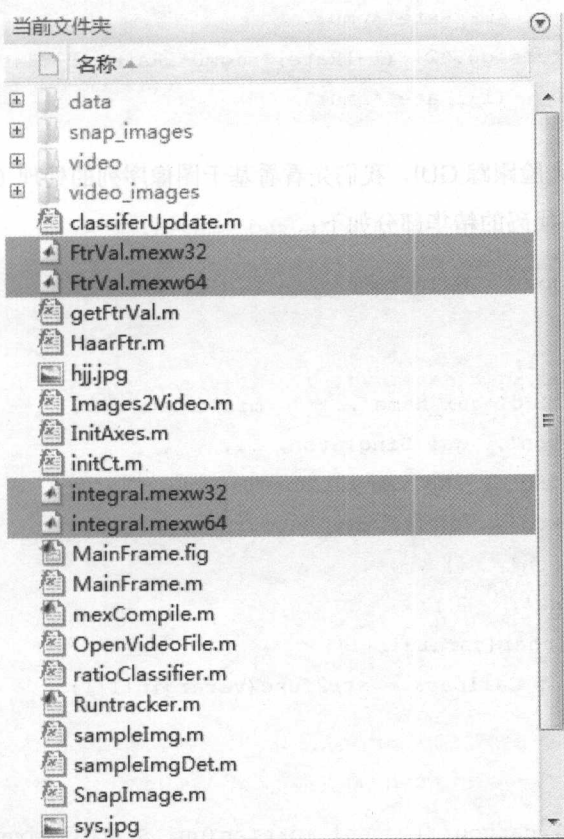 当前文件夹
名称
data
snap_images
video
video_images
classiferUpdate.m
FtrVal.mexw32
FtrVal.mexw64
getFtrVal.m
HaarFtr.m
hjj.jpg
Images2Video.m
InitAxes.m
initCt.m
integral.mexw32
integral.mexw64
MainFrame.fig
MainFrame.m
mexCompile.m
OpenVideoFile.m
ratioClassifier.m
Runtracker.m
sampleImg.m
sampleImgDet.m
SnapImage.m
sys.jpg